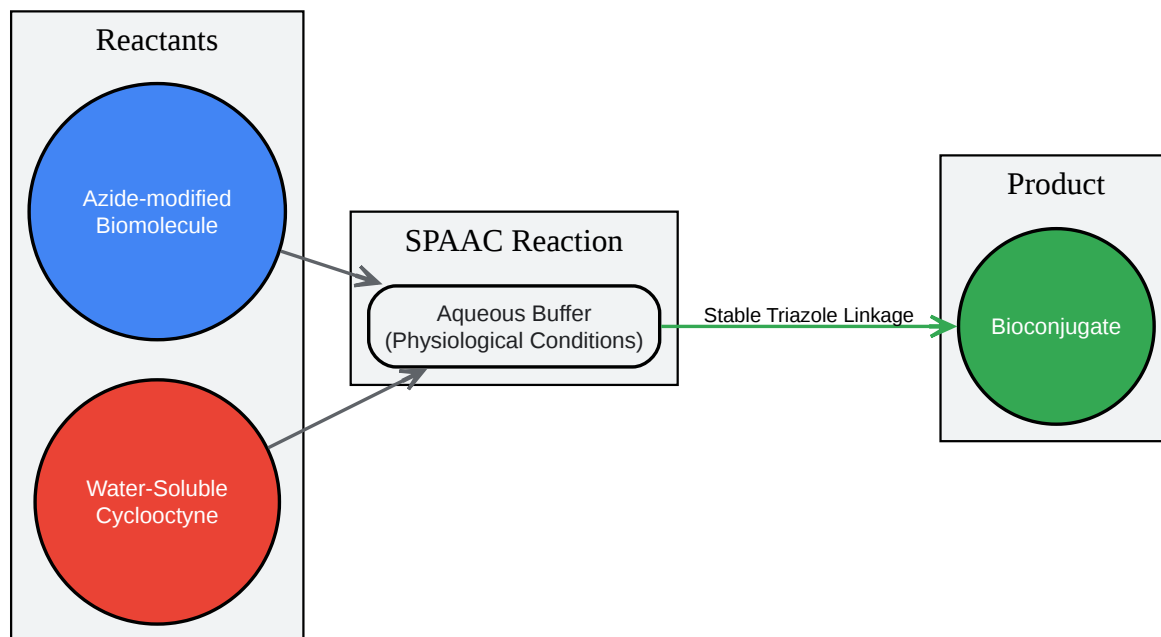 Reactants
Azide-modified
Biomolecule
Water-Soluble
Cyclooctyne
SPAAC Reaction
Aqueous Buffer
(Physiological Conditions)
Stable Triazole Linkage
Product
Bioconjugate